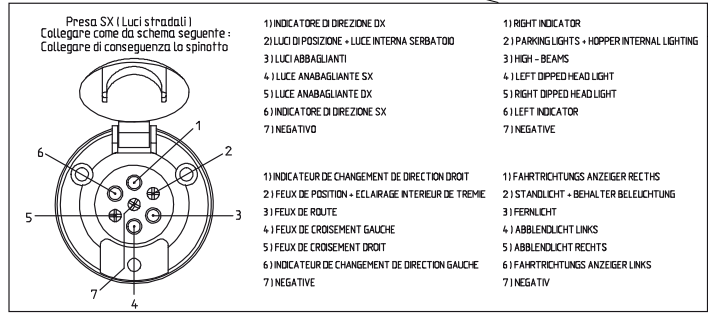 Presa SX ( Luci stradali )
Collegare come da schema seguente :
Collegare di conseguenza lo spinotto
1
2
3
4
5
6
7
1) INDICATORE DI DIREZIONE DX
2) LUCI DI POSIZIONE + LUCE INTERNA SERBATOIO
3) LUCI ABBAGLIANTI
4) LUCE ANABAGLIANTE SX
5) LUCE ANABAGLIANTE DX
6) INDICATORE DI DIREZIONE SX
7) NEGATIVO
1) RIGHT INDICATOR
2) PARKING LIGHTS + HOPPER INTERNAL LIGHTING
3) HIGH - BEAMS
4) LEFT DIPPED HEAD LIGHT
5) RIGHT DIPPED HEAD LIGHT
6) LEFT INDICATOR
7) NEGATIVE
1) INDICATEUR DE CHANGEMENT DE DIRECTION DROIT
2) FEUX DE POSITION + ECLAIRAGE INTERIEUR DE TREMIE
3) FEUX DE ROUTE
4) FEUX DE CROISEMENT GAUCHE
5) FEUX DE CROISEMENT DROIT
6) INDICATEUR DE CHANGEMENT DE DIRECTION GAUCHE
7) NEGATIVE
1) FAHRTRICHTUNGS ANZEIGER RECTHS
2) STANDLICHT + BEHALTER BELEUCHTUNG
3) FERNLICHT
4) ABBLENDLICHT LINKS
5) ABBLENDLICHT RECHTS
6) FAHRTRICHTUNGS ANZEIGER LINKS
7) NEGATIV